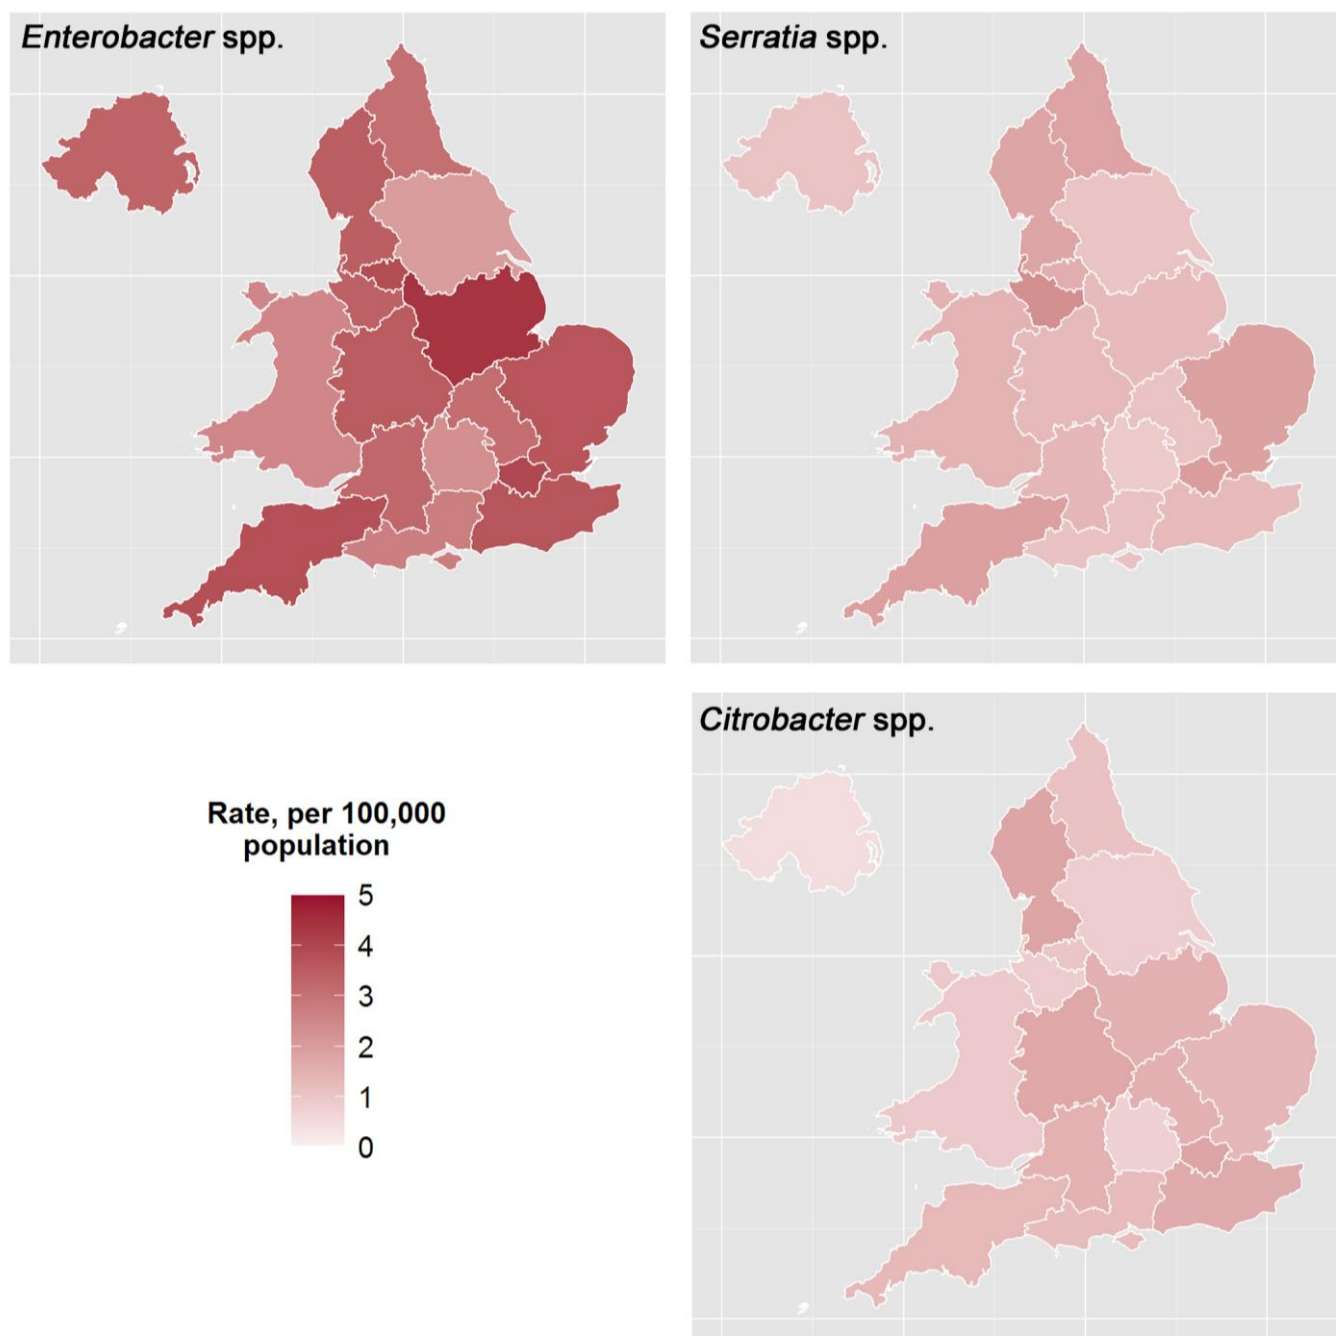 Enterobacter spp.
Serratia spp.
Citrobacter spp.
Rate, per 100,000
population
5
4
3
2
1
0